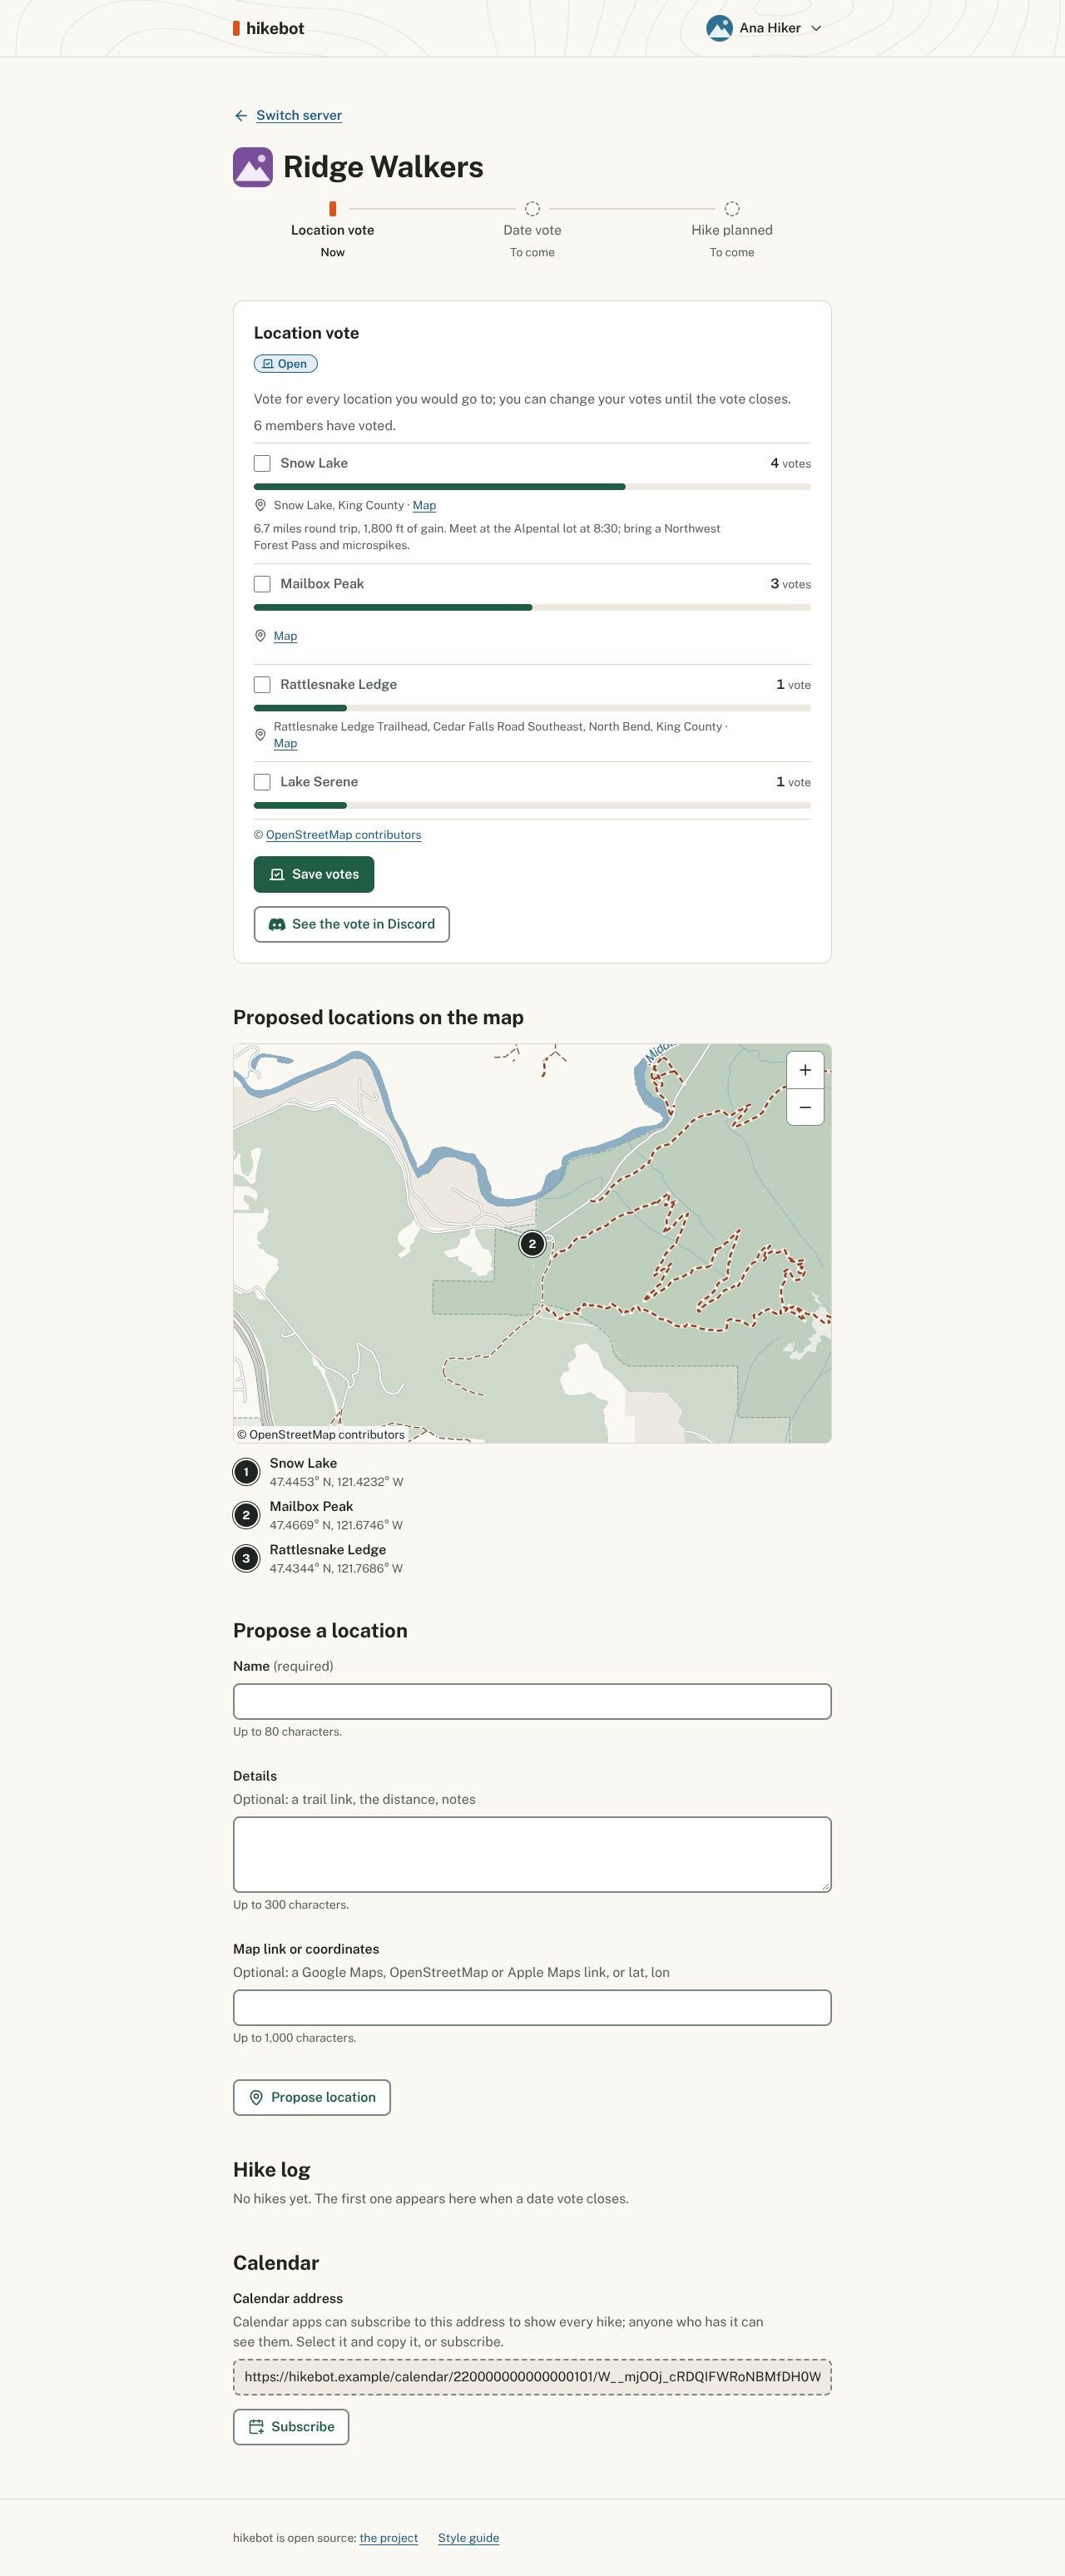 hikebot
Ana Hiker
Switch server
Ridge Walkers
Location vote
Now
Date vote
To come
Hike planned
To come
Location vote
Open
Vote for every location you would go to; you can change your votes until the vote closes.
6 members have voted.
Snow Lake
4 votes
Snow Lake, King County · Map
6.7 miles round trip, 1,800 ft of gain. Meet at the Alpental lot at 8:30; bring a Northwest
Forest Pass and microspikes.
Mailbox Peak
3 votes
Map
Rattlesnake Ledge
1 vote
Rattlesnake Ledge Trailhead, Cedar Falls Road Southeast, North Bend, King County ·
Map
Lake Serene
1 vote
© OpenStreetMap contributors
Save votes
See the vote in Discord
Proposed locations on the map
+
−
2
© OpenStreetMap contributors
1
Snow Lake
47.4453° N, 121.4232° W
2
Mailbox Peak
47.4669° N, 121.6746° W
3
Rattlesnake Ledge
47.4344° N, 121.7686° W
Propose a location
Name (required)
Up to 80 characters.
Details
Optional: a trail link, the distance, notes
Up to 300 characters.
Map link or coordinates
Optional: a Google Maps, OpenStreetMap or Apple Maps link, or lat, lon
Up to 1,000 characters.
Propose location
Hike log
No hikes yet. The first one appears here when a date vote closes.
Calendar
Calendar address
Calendar apps can subscribe to this address to show every hike; anyone who has it can
see them. Select it and copy it, or subscribe.
https://hikebot.example/calendar/220000000000000101/W__mjOOj_cRDQIFWRoNBMfDH0W
Subscribe
hikebot is open source: the project
Style guide